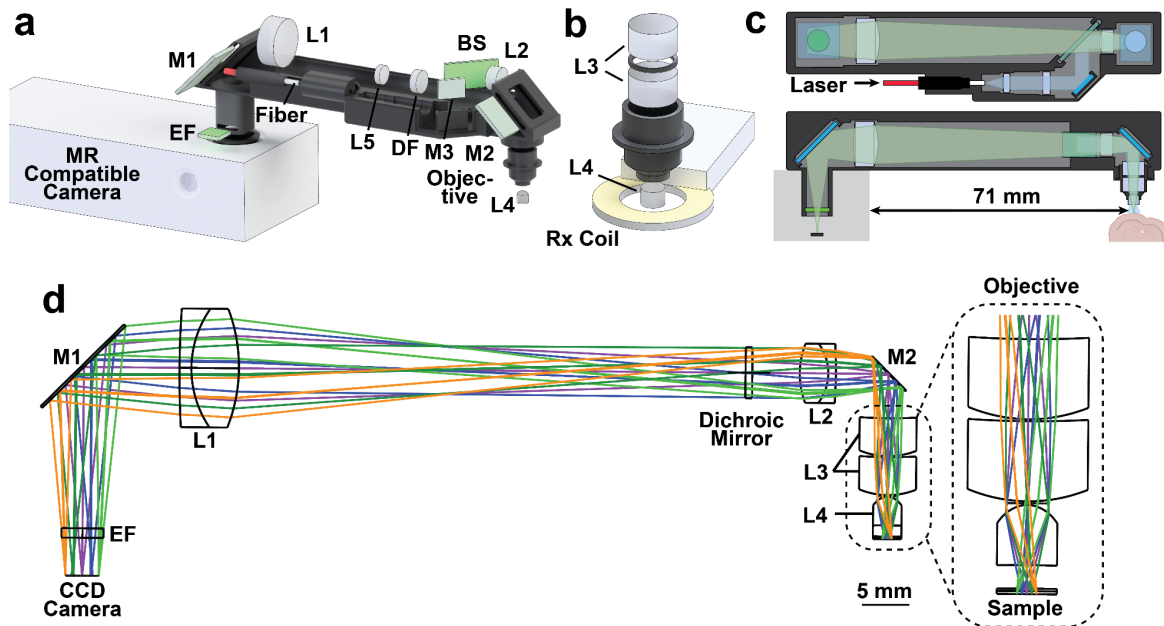 a
M1
L1
BS
L2
Fiber
EF
L5
DF
M3
M2
MR
Compatible
Camera
Objec-
tive
L4
b
L3
L4
Rx Coil
c
Laser
71 mm
d
M1
L1
Dichroic
Mirror
L2
M2
L3
L4
EF
CCD
Camera
5 mm
Objective
Sample